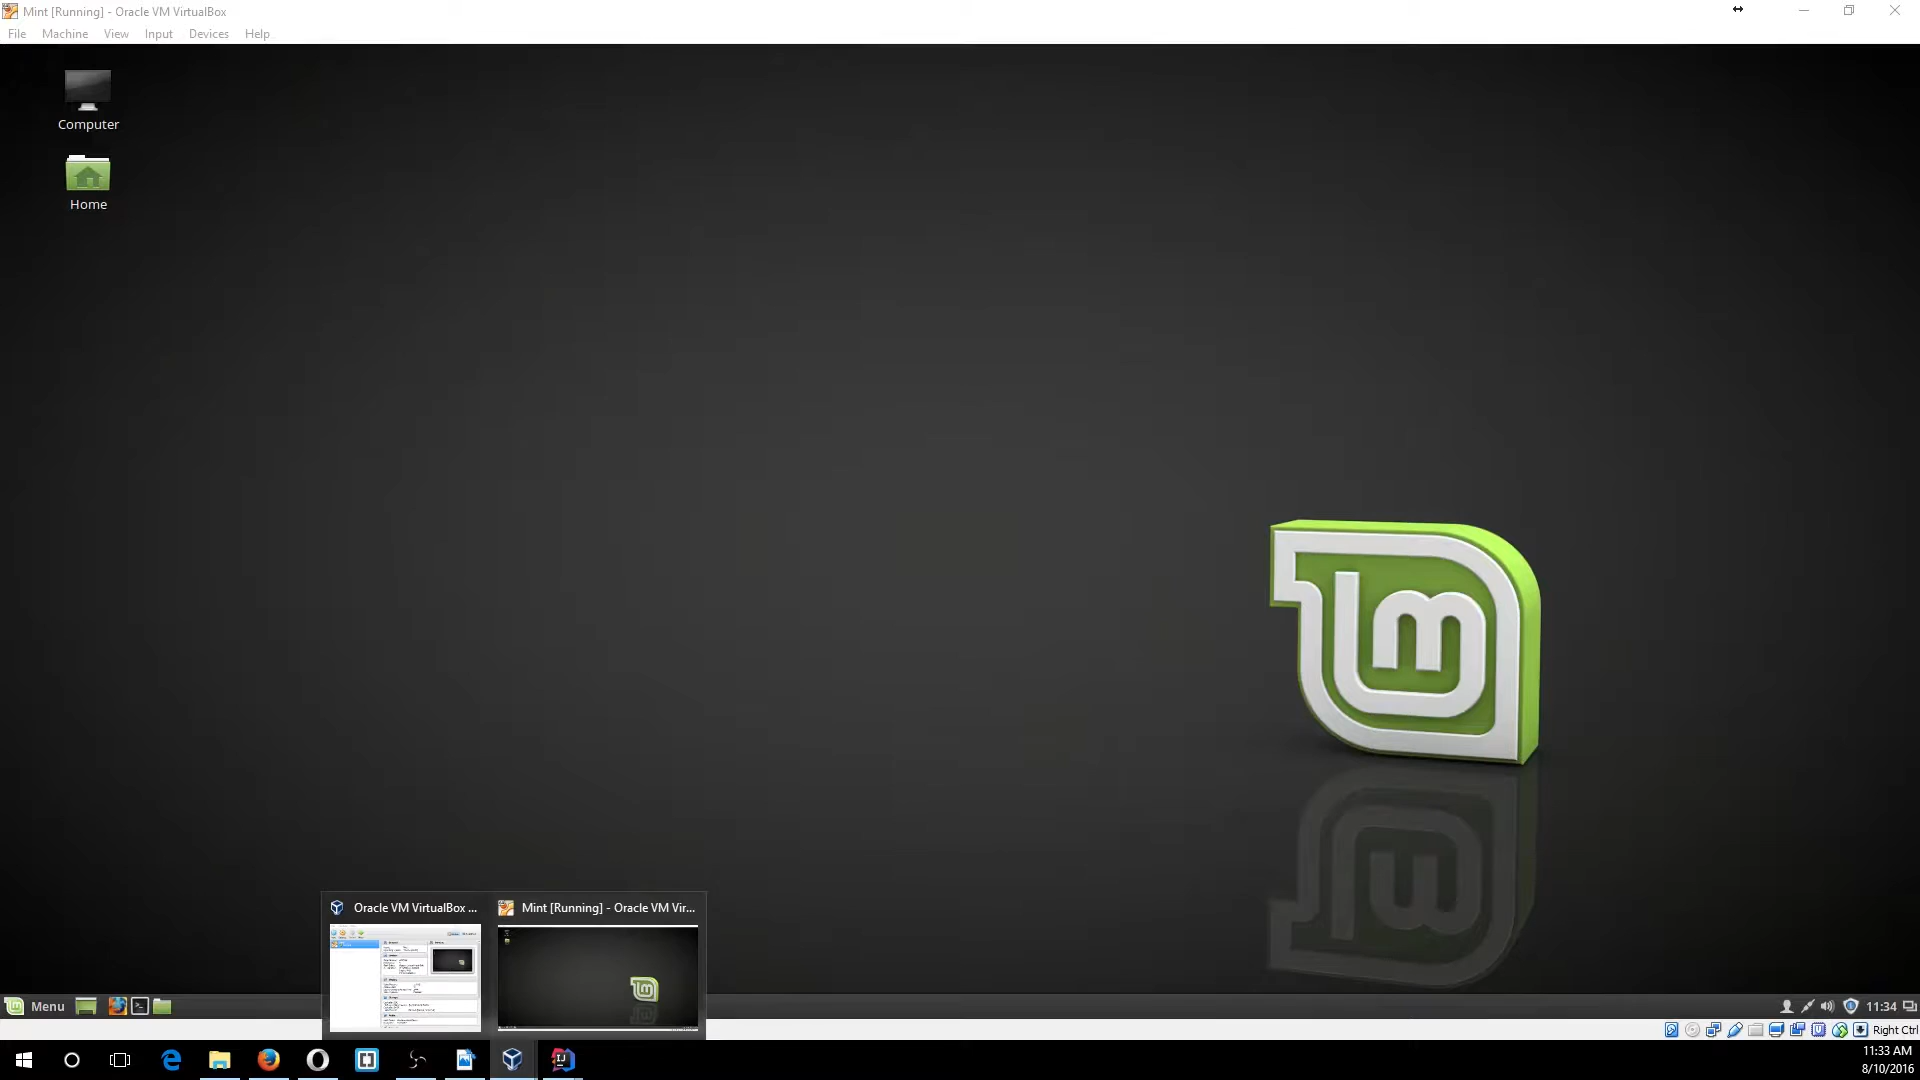 Mint [Running] - Oracle VM VirtualBox
File Machine View Input Devices Help
Computer
Home
Oracle VM VirtualBox ...
Mint [Running] - Oracle VM Vir...
Menu
11:34
Right Ctrl
11:33 AM
8/10/2016